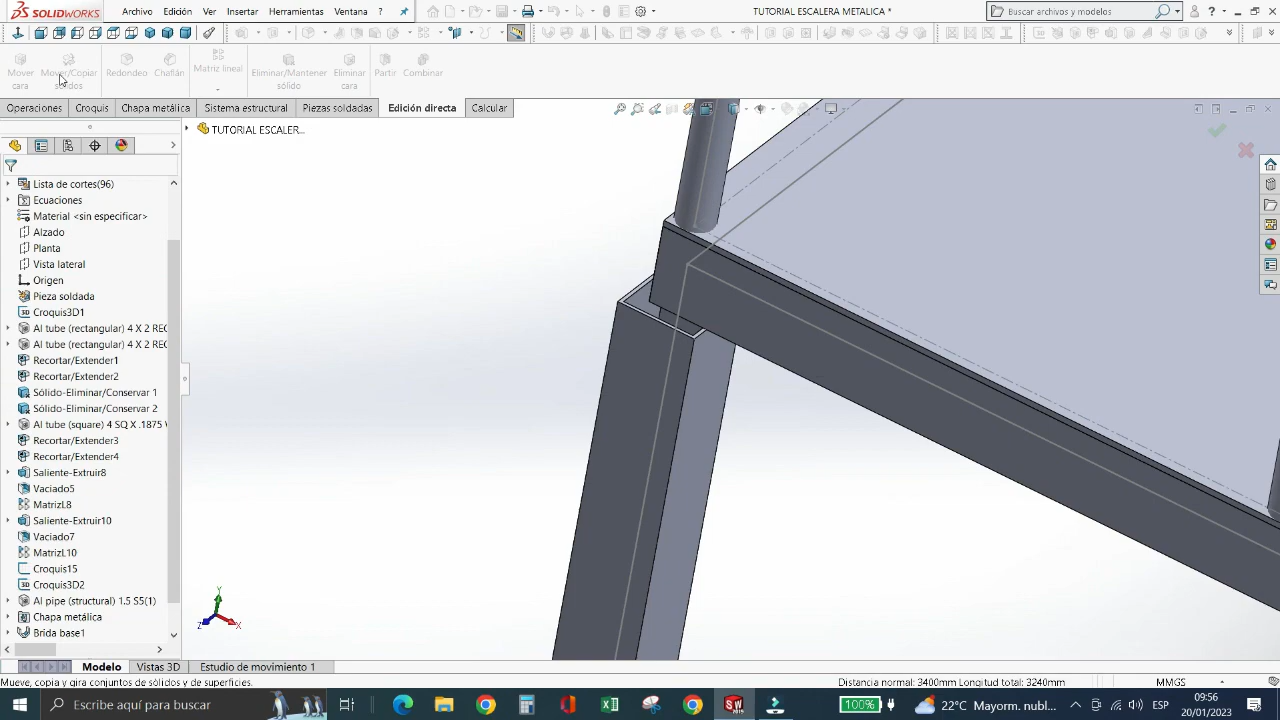 SOLIDWORKS
Archivo Edición Ver Insertar Herramientas Ventana ?
TUTORIAL ESCALERA METALICA *
Buscar archivos y modelos
Mover cara
Mover/Copiar sólidos
Redondeo
Chaflán
Matriz lineal
Eliminar/Mantener sólido
Eliminar cara
Partir
Combinar
Operaciones Croquis Chapa metálica Sistema estructural Piezas soldadas Edición directa Calcular
TUTORIAL ESCALER...
Lista de cortes(96)
Ecuaciones
Material <sin especificar>
Alzado
Planta
Vista lateral
Origen
Pieza soldada
Croquis3D1
Al tube (rectangular) 4 X 2 REC
Al tube (rectangular) 4 X 2 REC
Recortar/Extender1
Recortar/Extender2
Sólido-Eliminar/Conservar 1
Sólido-Eliminar/Conservar 2
Al tube (square) 4 SQ X .1875 W
Recortar/Extender3
Recortar/Extender4
Saliente-Extruir8
Vaciado5
MatrizL8
Saliente-Extruir10
Vaciado7
MatrizL10
Croquis15
Croquis3D2
Al pipe (structural) 1.5 S5(1)
Chapa metálica
Brida base1
Y
Z
X
Modelo Vistas 3D Estudio de movimiento 1
Mueve, copia y gira conjuntos de sólidos y de superficies.
Distancia normal: 3400mm Longitud total: 3240mm
MMGS
Escribe aquí para buscar
100%
22°C Mayorm. nubl...
ESP
09:56
20/01/2023